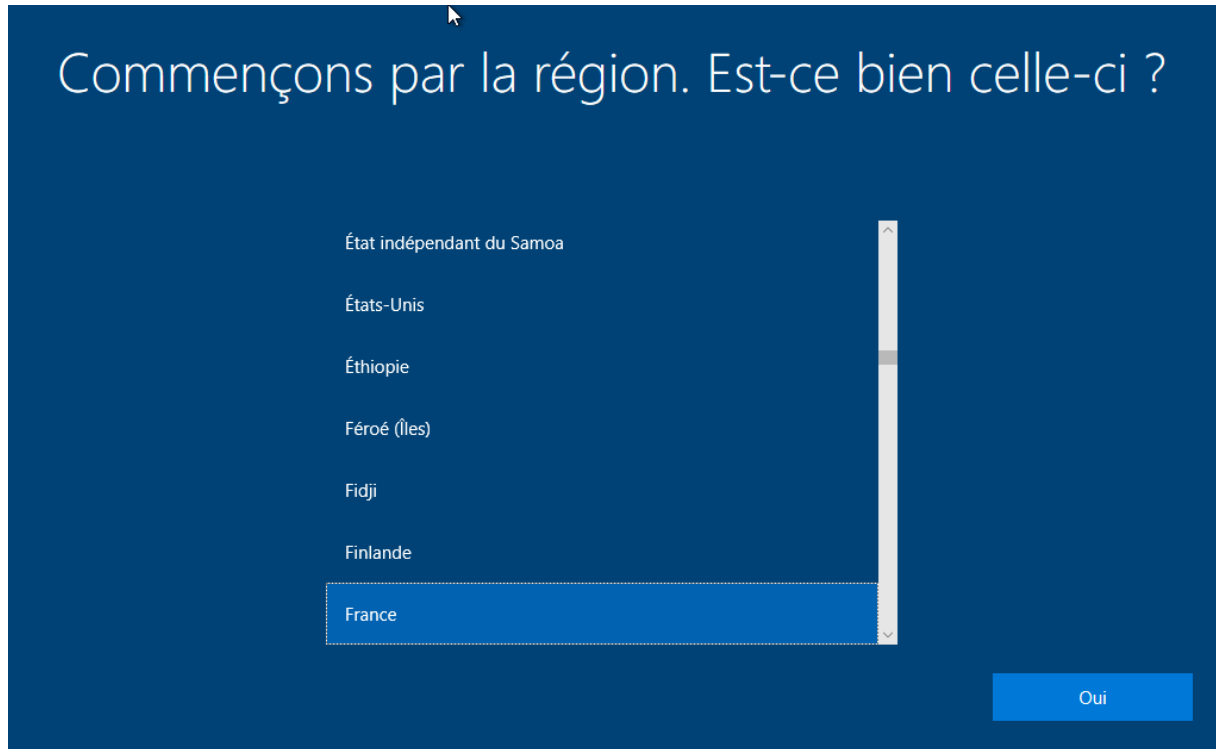 Commençons par la région. Est-ce bien celle-ci ?
État indépendant du Samoa
États-Unis
Éthiopie
Féroé (Îles)
Fidji
Finlande
France
Oui